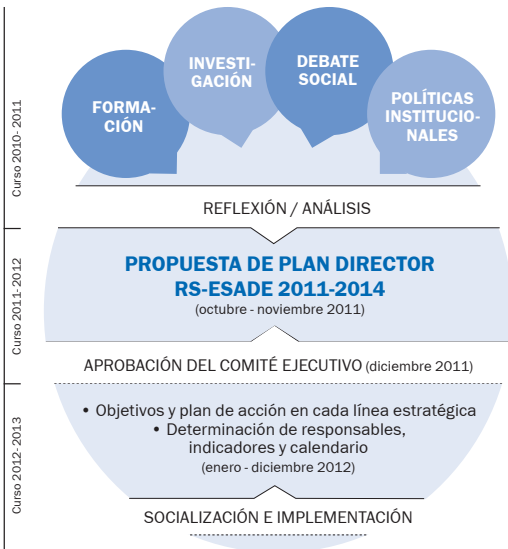 FORMA-
CIÓN
INVESTI-
GACIÓN
DEBATE
SOCIAL
POLÍTICAS
INSTITUCIO-
NALES
Curso 2010- 2011
REFLEXIÓN / ANÁLISIS
Curso 2011- 2012
PROPUESTA DE PLAN DIRECTOR
RS-ESADE 2011-2014
(octubre - noviembre 2011)
APROBACIÓN DEL COMITÉ EJECUTIVO (diciembre 2011)
Curso 2012- 2013
• Objetivos y plan de acción en cada línea estratégica
• Determinación de responsables,
indicadores y calendario
(enero - diciembre 2012)
SOCIALIZACIÓN E IMPLEMENTACIÓN